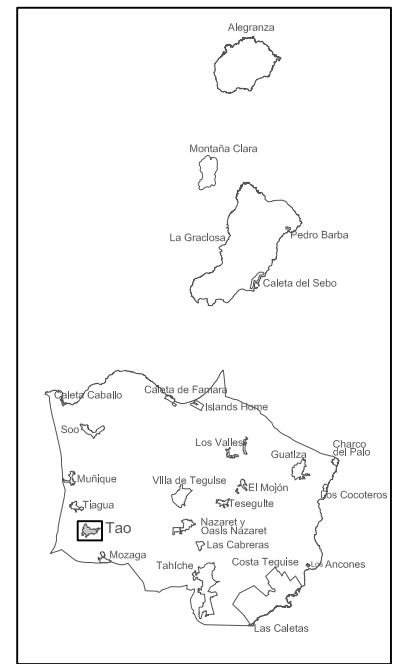 Alegranza
Montaña Clara
La Graciosa
Pedro Barba
Caleta del Sebo
Caleta Caballo
Caleta de Famara
Islands Home
Soo
Los Valles
Guatiza
Charco
del Palo
Muñique
Villa de Teguise
El Mojón
Los Cocoteros
Tiagua
Teseguite
Tao
Nazaret y
Oasis Nazaret
Las Cabreras
Mozaga
Tahíche
Costa Teguise
Los Ancones
Las Caletas